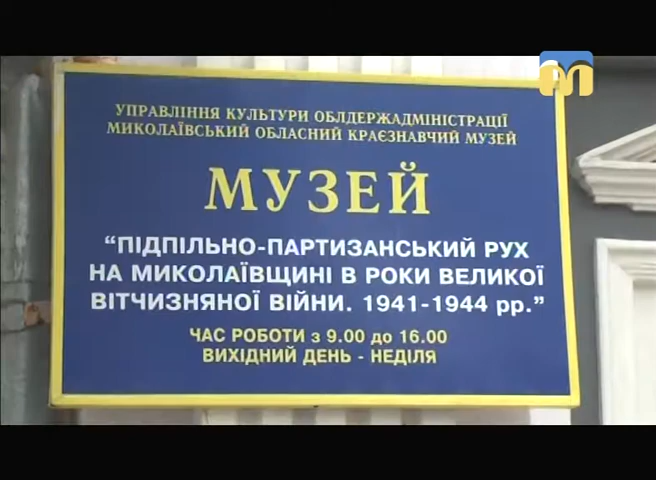 УПРАВЛІННЯ КУЛЬТУРИ ОБЛДЕРЖАДМІНІСТРАЦІЇ
МИКОЛАЇВСЬКИЙ ОБЛАСНИЙ КРАЄЗНАВЧИЙ МУЗЕЙ
МУЗЕЙ
“ПІДПІЛЬНО-ПАРТИЗАНСЬКИЙ РУХ
НА МИКОЛАЇВЩИНІ В РОКИ ВЕЛИКОЇ
ВІТЧИЗНЯНОЇ ВІЙНИ. 1941-1944 рр.”
ЧАС РОБОТИ з 9.00 до 16.00
ВИХІДНИЙ ДЕНЬ - НЕДІЛЯ